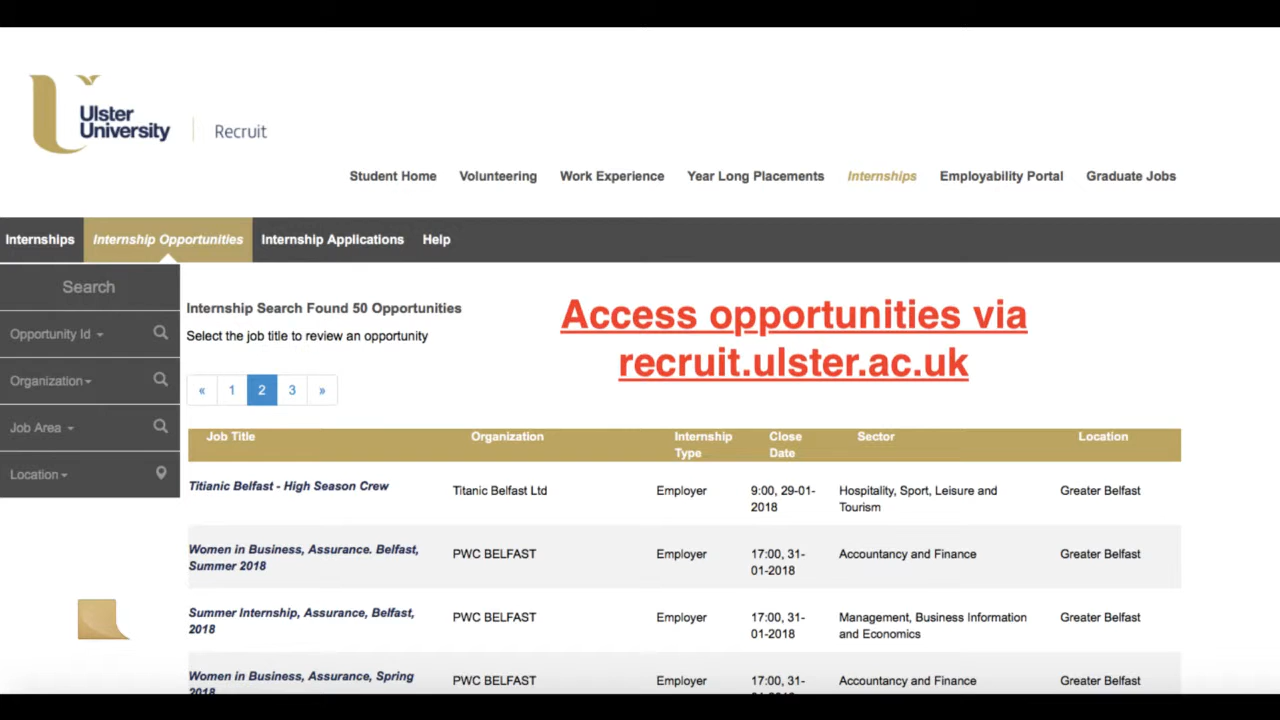 Ulster
University
Recruit
Student Home Volunteering Work Experience Year Long Placements Internships Employability Portal Graduate Jobs
Internships Internship Opportunities Internship Applications Help
Search
Opportunity Id
Organization
Job Area
Location
Internship Search Found 50 Opportunities
Select the job title to review an opportunity
Access opportunities via
recruit.ulster.ac.uk
« 1 2 3 »
Job Title Organization Internship Type Close Date Sector Location
Titianic Belfast - High Season Crew Titanic Belfast Ltd Employer 9:00, 29-01- Hospitality, Sport, Leisure and Greater Belfast
2018 Tourism
Women in Business, Assurance. Belfast, PWC BELFAST Employer 17:00, 31- Accountancy and Finance Greater Belfast
Summer 2018 01-2018
Summer Internship, Assurance, Belfast, PWC BELFAST Employer 17:00, 31- Management, Business Information Greater Belfast
2018 01-2018 and Economics
Women in Business, Assurance, Spring PWC BELFAST Employer 17:00, 31- Accountancy and Finance Greater Belfast
2018